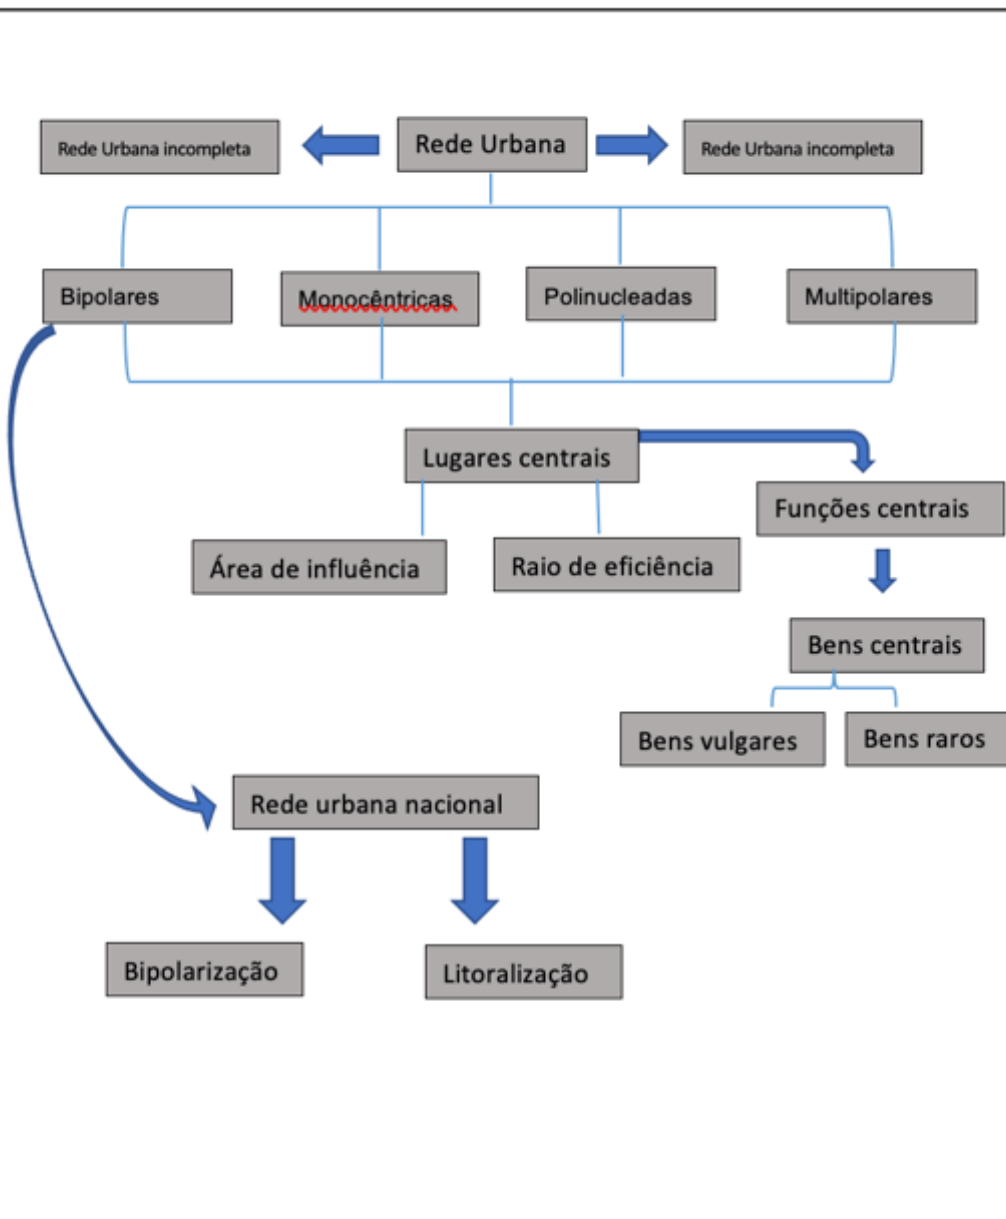 Rede Urbana incompleta
Rede Urbana
Rede Urbana incompleta
Bipolares
Monocêntricas
Polinucleadas
Multipolares
Lugares centrais
Funções centrais
Área de influência
Raio de eficiência
Bens centrais
Bens vulgares
Bens raros
Rede urbana nacional
Bipolarização
Litoralização